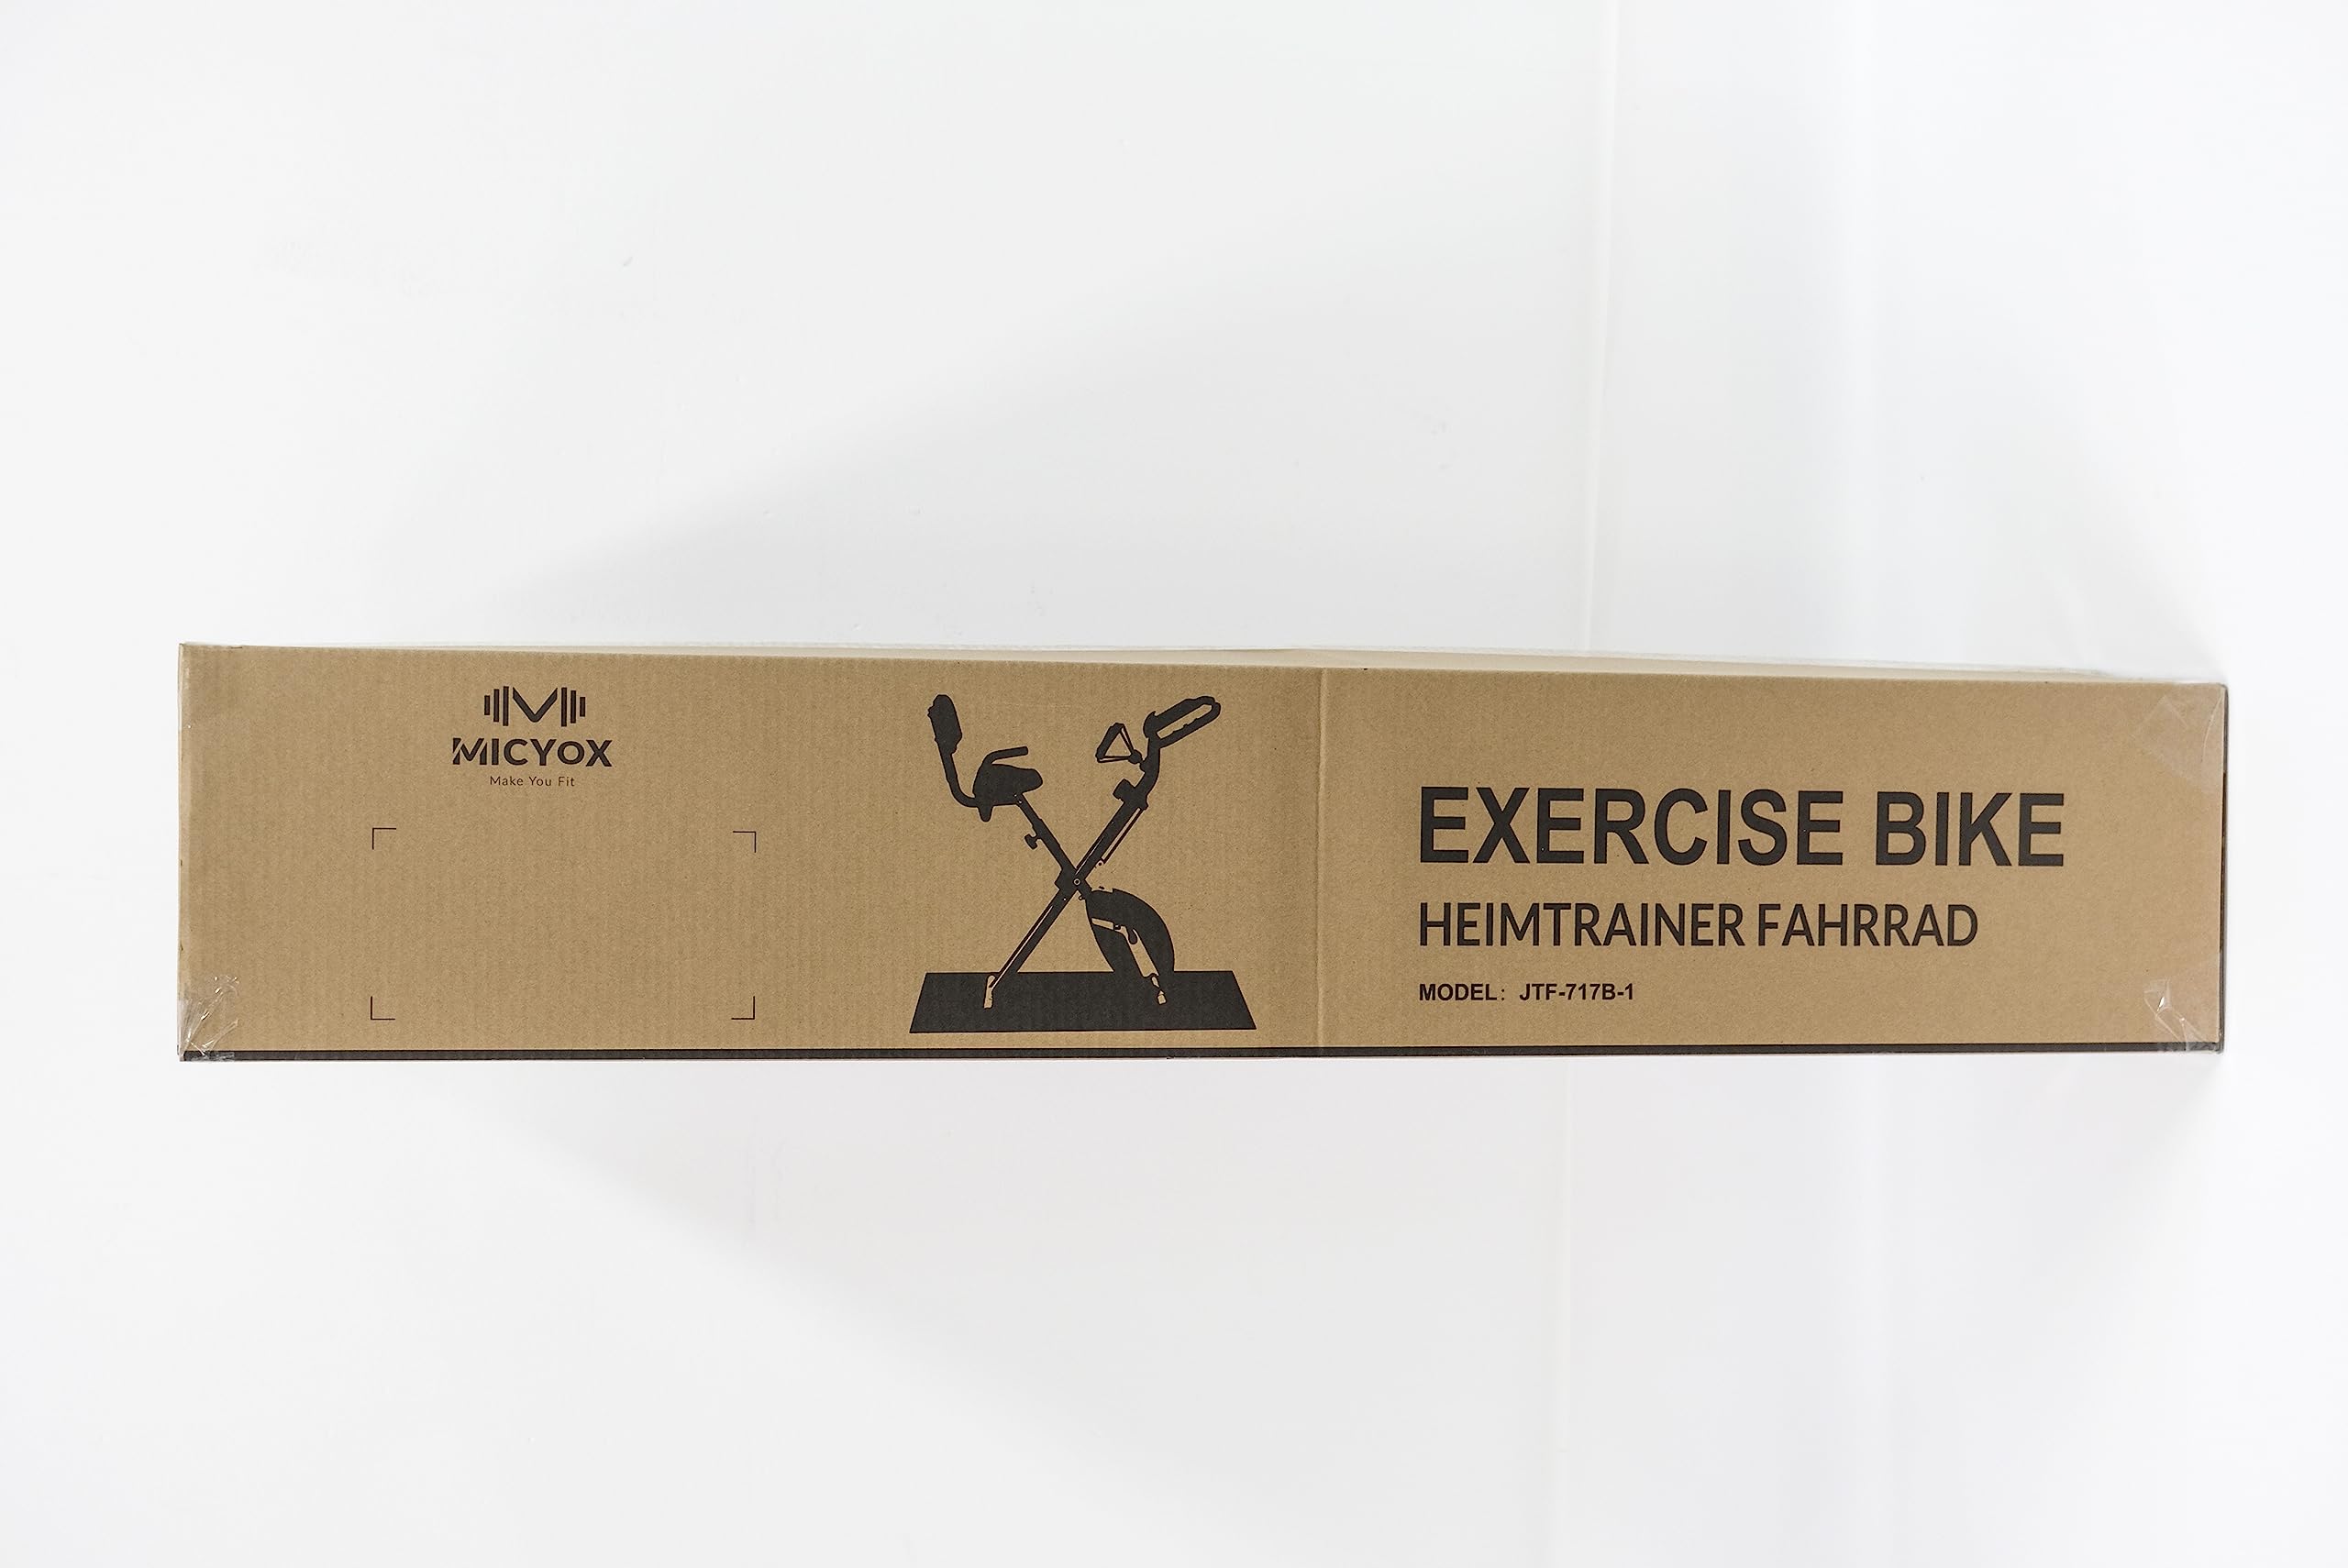 MICYOX
Make You Fit
EXERCISE BIKE
HEIMTRAINER FAHRRAD
MODEL: JTF-717B-1